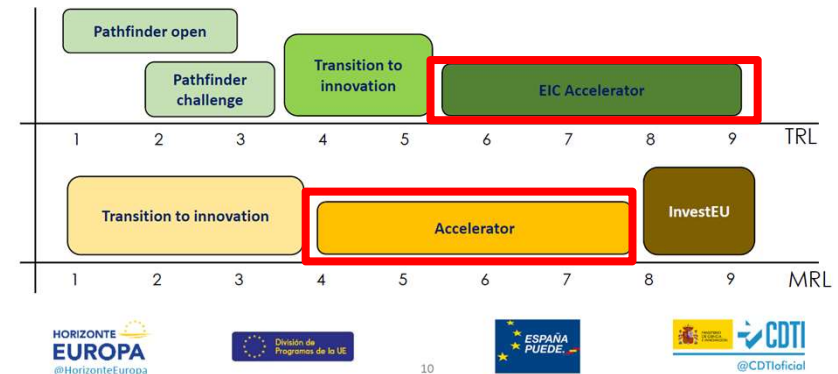 Pathfinder open
Pathfinder
challenge
Transition to
innovation
EIC Accelerator
1 2 3 4 5 6 7 8 9 TRL
Transition to innovation
Accelerator
InvestEU
1 2 3 4 5 6 7 8 9 MRL
HORIZONTE
EUROPA
@HorizonteEuropa
División de
Programas de la UE
10
ESPAÑA
PUEDE.
CDTI
@CDTIoficial